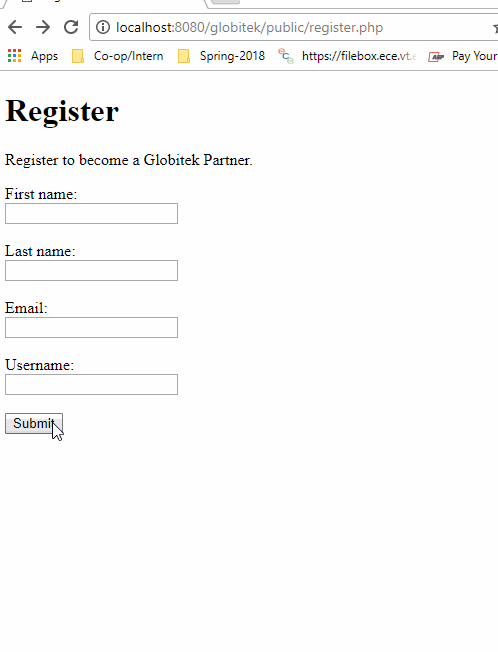 localhost:8080/globitek/public/register.php
Apps Co-op/Intern Spring-2018 https://filebox.ece.vt.e Pay Your
Register
Register to become a Globitek Partner.
First name:
Last name:
Email:
Username:
Submit